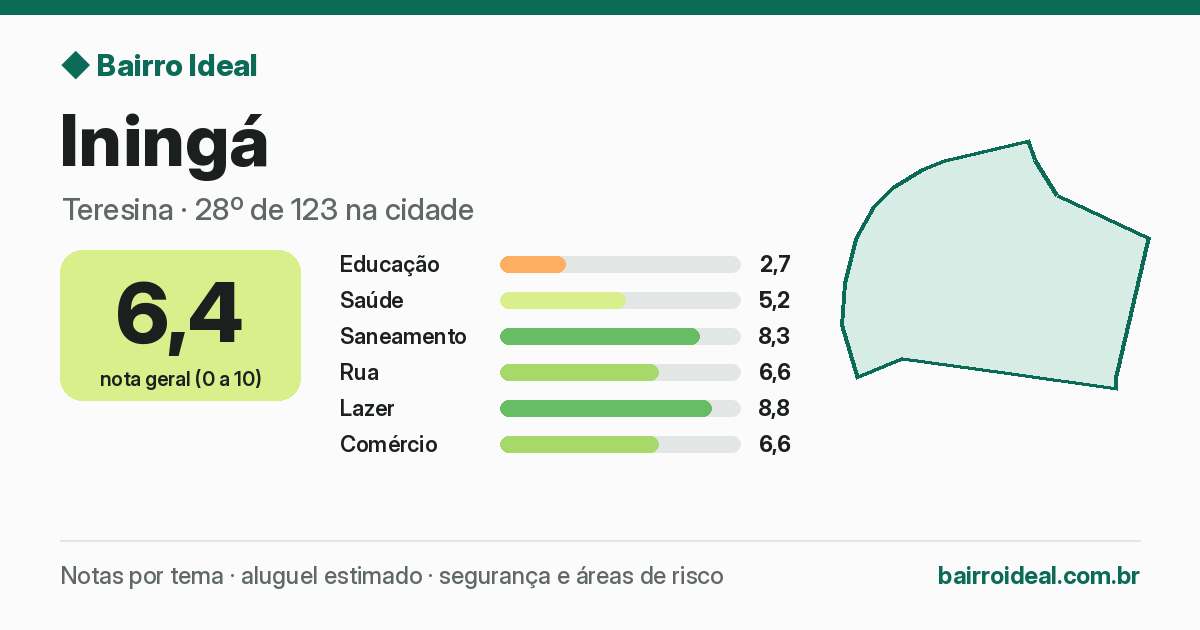 Bairro Ideal
Iningá
Teresina · 28º de 123 na cidade
6,4
nota geral (0 a 10)
Educação 2,7
Saúde 5,2
Saneamento 8,3
Rua 6,6
Lazer 8,8
Comércio 6,6
Notas por tema · aluguel estimado · segurança e áreas de risco
bairroideal.com.br